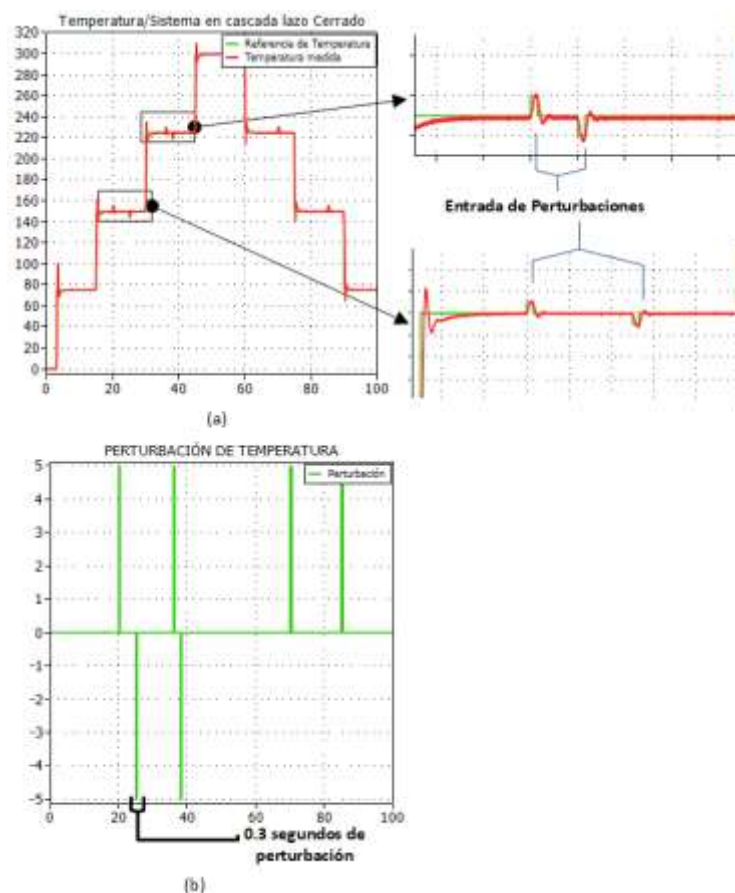 Temperatura/Sistema en cascada lazo Cerrado
Referencia de Temperatura
Temperatura medida
320
300
280
260
240
220
200
180
160
140
120
100
80
60
40
20
0
0 20 40 60 80 100
(a)
Entrada de Perturbaciones
PERTURBACIÓN DE TEMPERATURA
Perturbación
5
4
3
2
1
0
-1
-2
-3
-4
-5
0 20 40 60 80 100
0.3 segundos de
perturbación
(b)